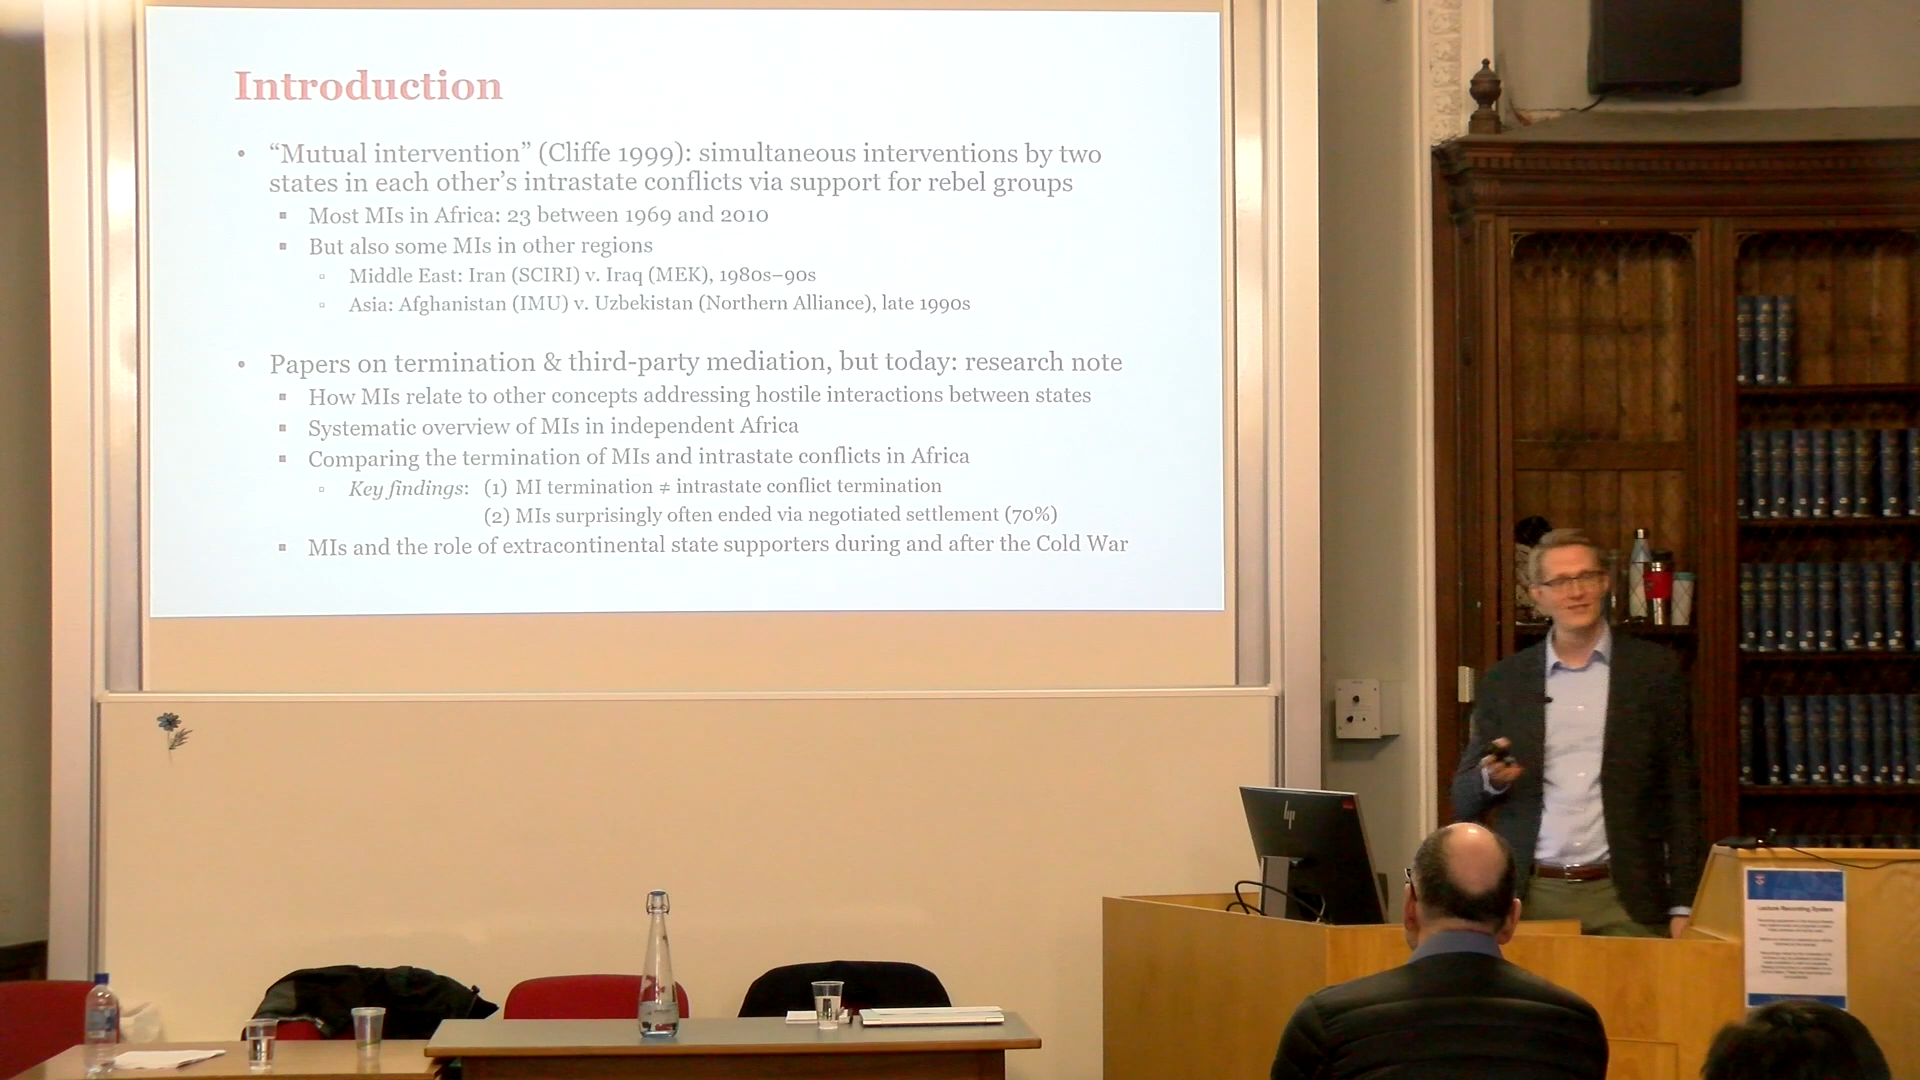 Introduction
• “Mutual intervention” (Cliffe 1999): simultaneous interventions by two
states in each other’s intrastate conflicts via support for rebel groups
▪ Most MIs in Africa: 23 between 1969 and 2010
▪ But also some MIs in other regions
▫ Middle East: Iran (SCIRI) v. Iraq (MEK), 1980s–90s
▫ Asia: Afghanistan (IMU) v. Uzbekistan (Northern Alliance), late 1990s
• Papers on termination & third-party mediation, but today: research note
▪ How MIs relate to other concepts addressing hostile interactions between states
▪ Systematic overview of MIs in independent Africa
▪ Comparing the termination of MIs and intrastate conflicts in Africa
▫ Key findings: (1) MI termination ≠ intrastate conflict termination
(2) MIs surprisingly often ended via negotiated settlement (70%)
▪ MIs and the role of extracontinental state supporters during and after the Cold War
hp
Lecture Recording System